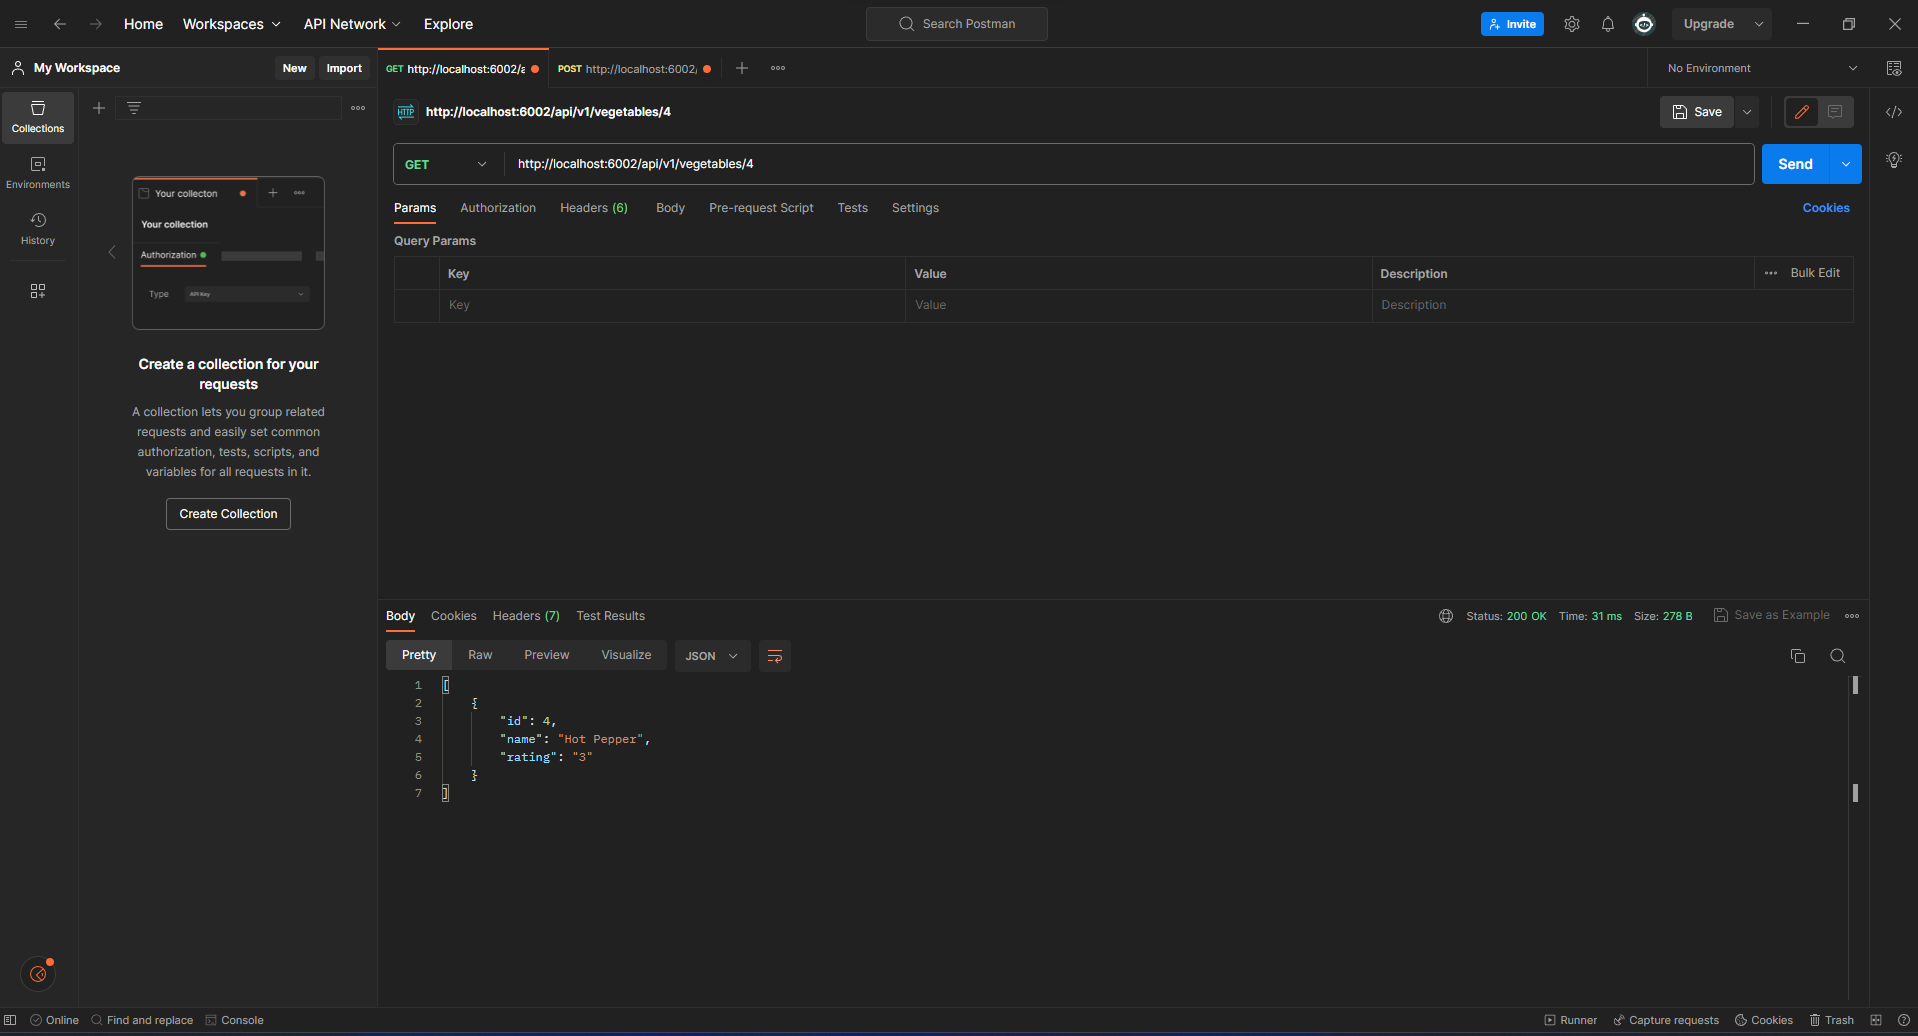 Home Workspaces API Network Explore Search Postman Invite Upgrade
My Workspace New Import
GET http://localhost:6002/a POST http://localhost:6002/ No Environment
Collections
Environments
History
Your collecton
Your collection
Authorization
Type API Key
Create a collection for your
requests
A collection lets you group related
requests and easily set common
authorization, tests, scripts, and
variables for all requests in it.
Create Collection
HTTP http://localhost:6002/api/v1/vegetables/4 Save
GET http://localhost:6002/api/v1/vegetables/4 Send
Params Authorization Headers (6) Body Pre-request Script Tests Settings Cookies
Query Params
Key Value Description Bulk Edit
Key Value Description
Body Cookies Headers (7) Test Results Status: 200 OK Time: 31 ms Size: 278 B Save as Example
Pretty Raw Preview Visualize JSON
1 [
2 {
3 "id": 4,
4 "name": "Hot Pepper",
5 "rating": "3"
6 }
7 ]
Online Find and replace Console Runner Capture requests Cookies Trash